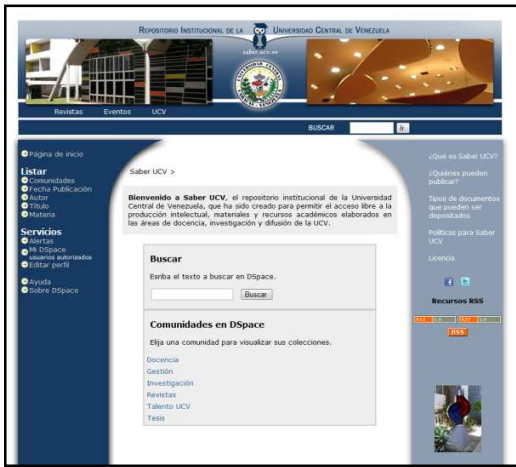 REPOSITORIO INSTITUCIONAL DE LA UNIVERSIDAD CENTRAL DE VENEZUELA
saber.ucv.ve
Revistas Eventos UCV
BUSCAR Ir
Página de inicio
Listar
Comunidades
Fecha Publicación
Autor
Título
Materia
Servicios
Alertas
Mi DSpace
usuarios autorizados
Editar perfil
Ayuda
Sobre DSpace
Saber UCV >
Bienvenido a Saber UCV, el repositorio institucional de la Universidad
Central de Venezuela, que ha sido creado para permitir el acceso libre a la
producción intelectual, materiales y recursos académicos elaborados en
las áreas de docencia, investigación y difusión de la UCV.
Buscar
Esriba el texto a buscar en DSpace.
Buscar
Comunidades en DSpace
Elija una comunidad para visualizar sus colecciones.
Docencia
Gestión
Investigación
Revistas
Talento UCV
Tesis
¿Qué es Saber UCV?
¿Quiénes pueden
publicar?
Tipos de documentos
que pueden ser
depositados
Políticas para Saber
UCV
Licencia
Recursos RSS
RSS